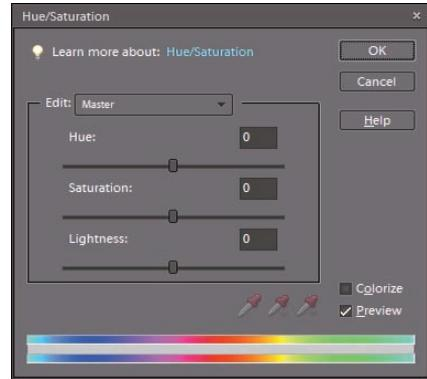 Hue/Saturation
Learn more about: Hue/Saturation
OK
Cancel
Help
Edit: Master
Hue: 0
Saturation: 0
Lightness: 0
Colorize
Preview